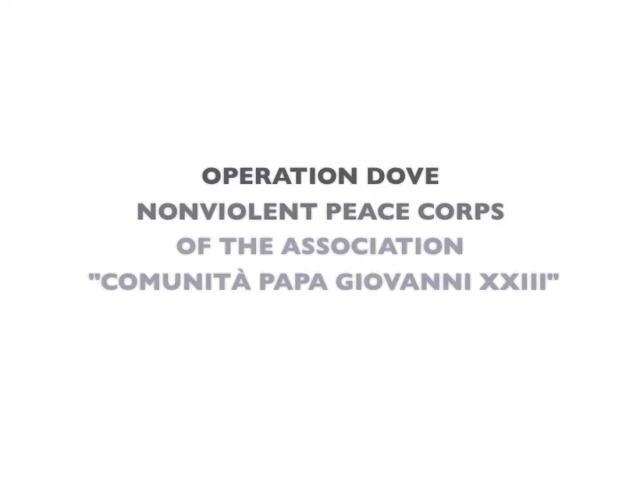 OPERATION DOVE
NONVIOLENT PEACE CORPS
OF THE ASSOCIATION
"COMUNITÀ PAPA GIOVANNI XXIII"